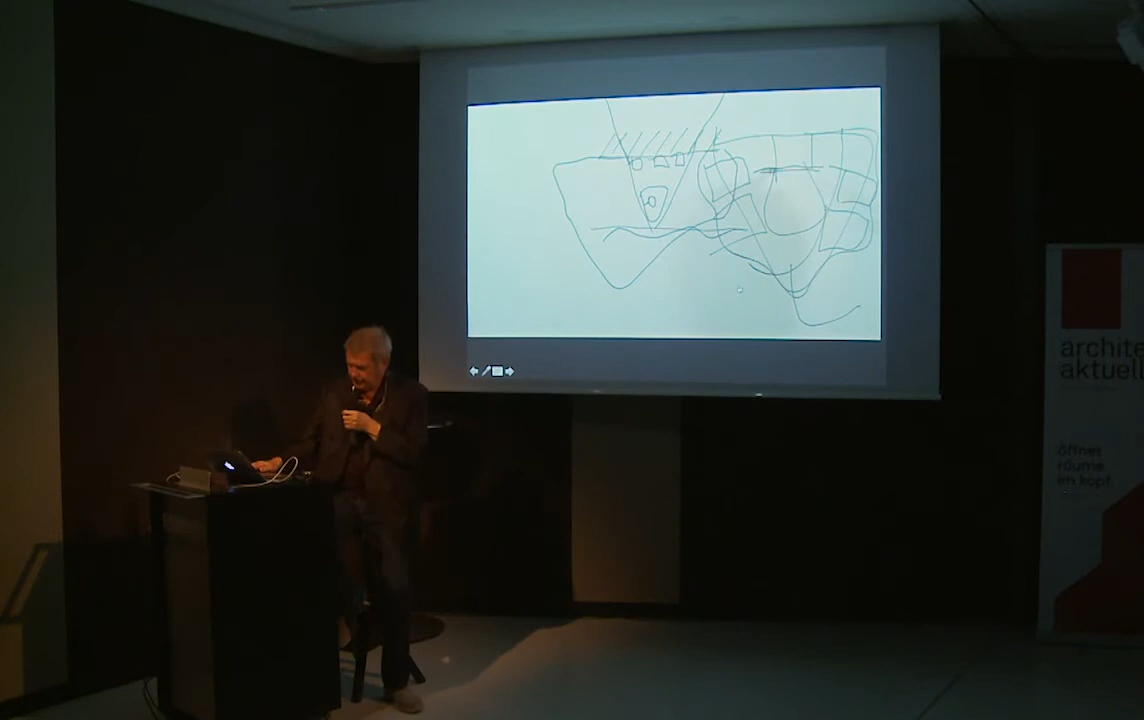 archite
aktuell
öffnet
räume
im kopf.